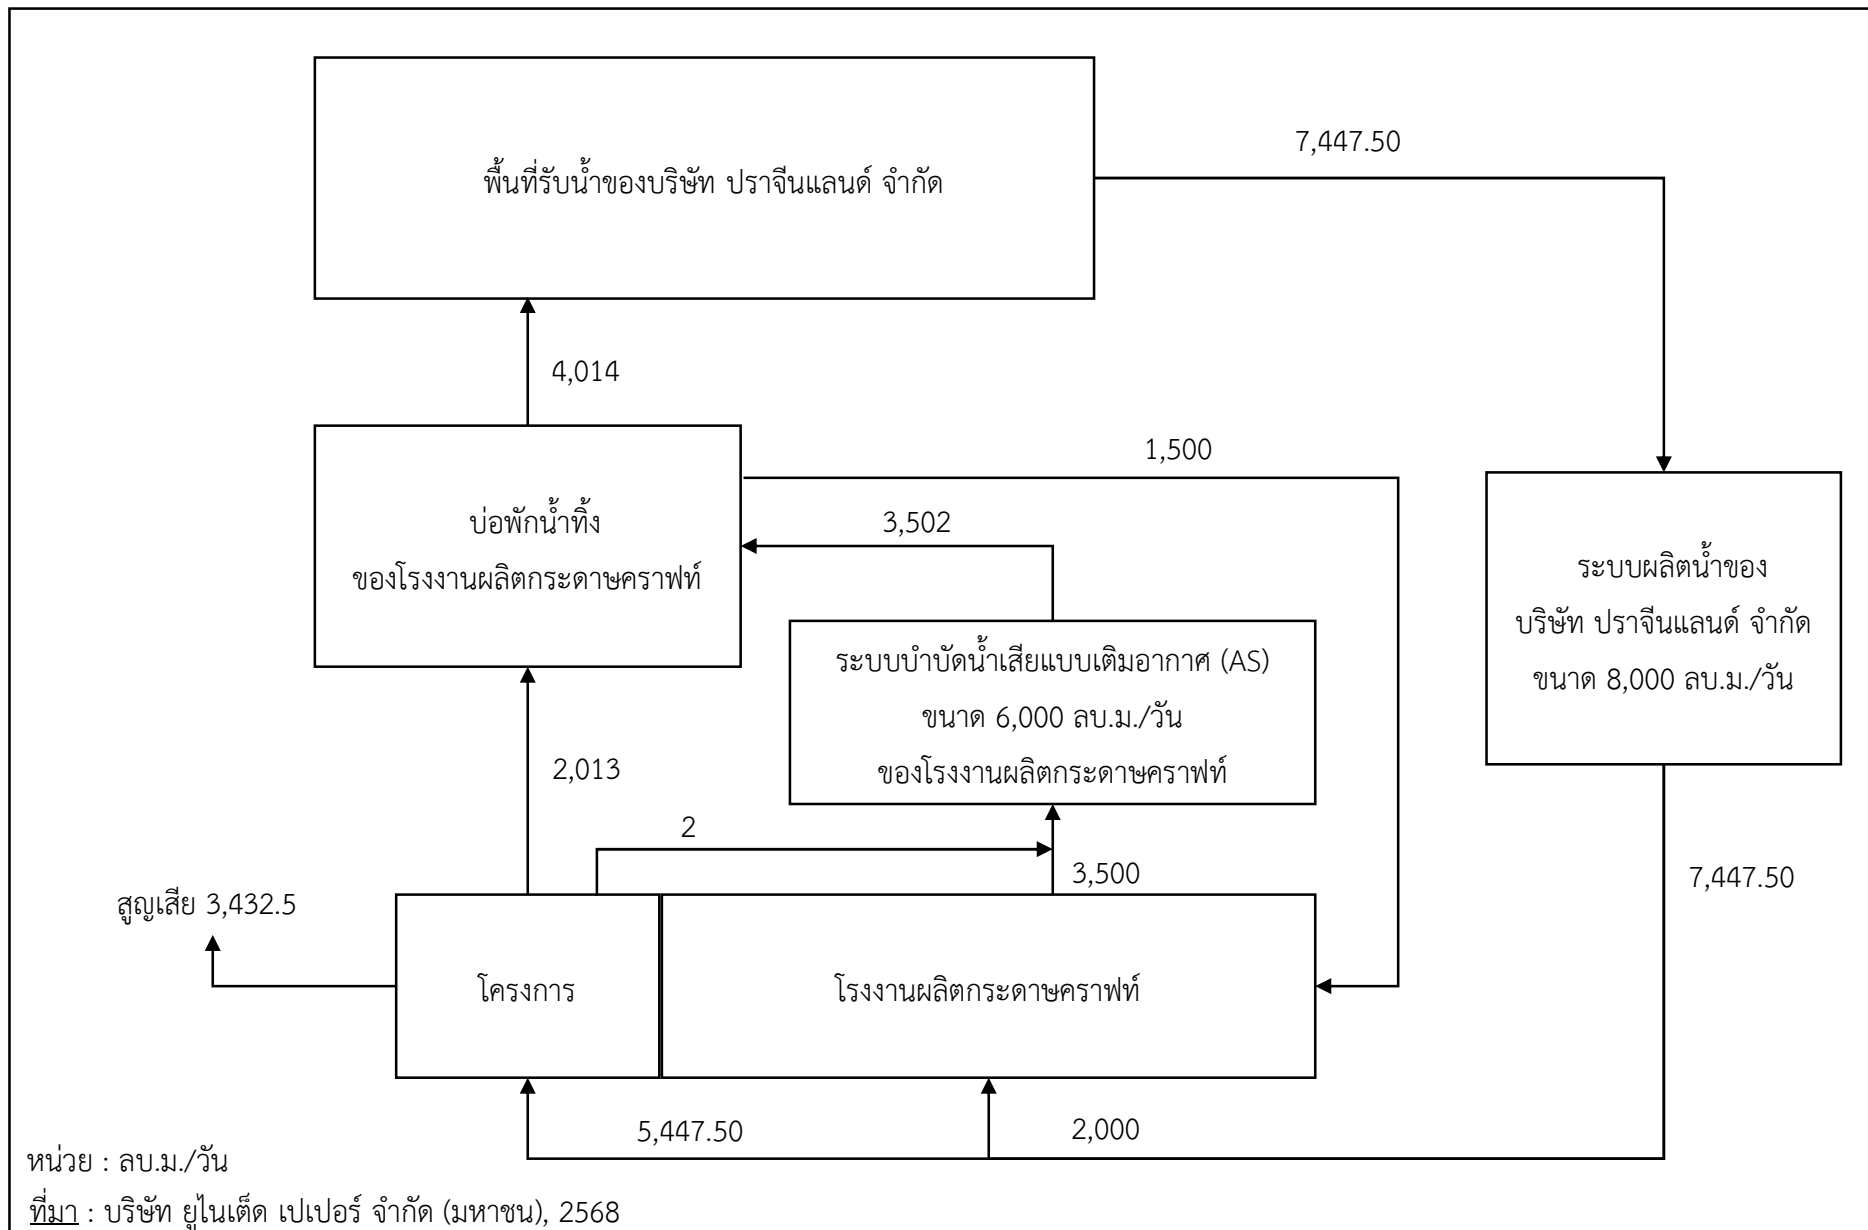 7,447.50
พื้นที่รับน้ำของบริษัท ปราจีนแลนด์ จำกัด
4,014
1,500
บ่อพักน้ำทิ้ง
ของโรงงานผลิตกระดาษคราฟท์
3,502
ระบบผลิตน้ำของ
บริษัท ปราจีนแลนด์ จำกัด
ขนาด 8,000 ลบ.ม./วัน
ระบบบำบัดน้ำเสียแบบเติมอากาศ (AS)
ขนาด 6,000 ลบ.ม./วัน
ของโรงงานผลิตกระดาษคราฟท์
2,013
2
3,500
7,447.50
สูญเสีย 3,432.5
โครงการ
โรงงานผลิตกระดาษคราฟท์
5,447.50
2,000
หน่วย : ลบ.ม./วัน
ที่มา : บริษัท ยูไนเต็ด เปเปอร์ จำกัด (มหาชน), 2568